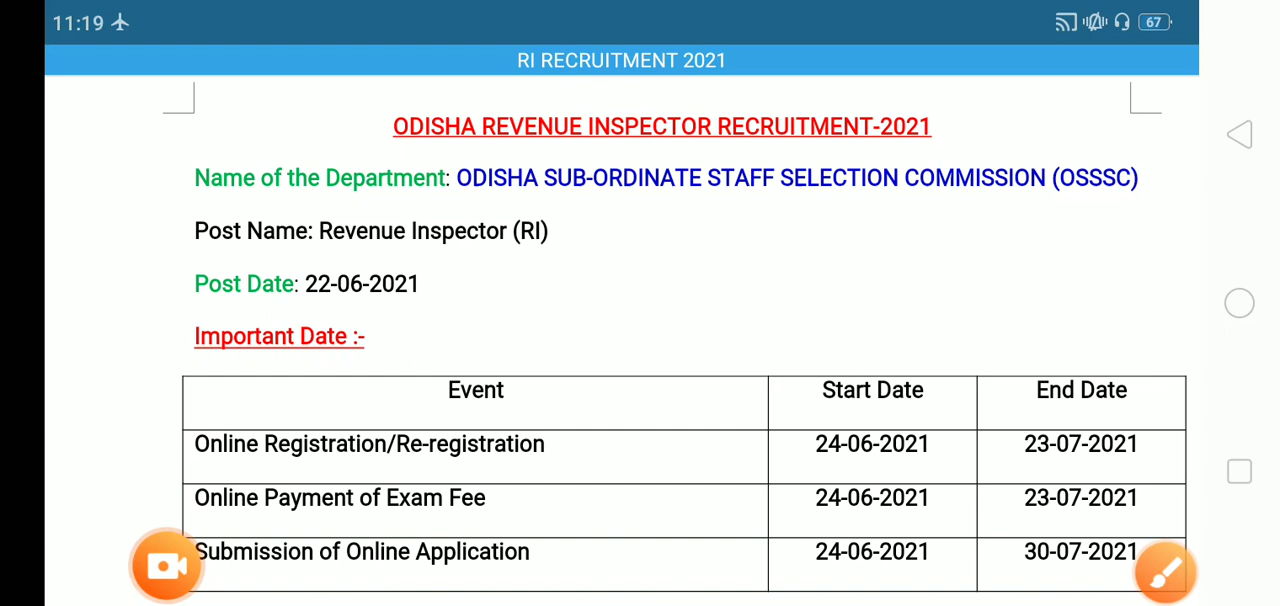 11:19
67
RI RECRUITMENT 2021
ODISHA REVENUE INSPECTOR RECRUITMENT-2021
Name of the Department: ODISHA SUB-ORDINATE STAFF SELECTION COMMISSION (OSSSC)
Post Name: Revenue Inspector (RI)
Post Date: 22-06-2021
Important Date :-
Event Start Date End Date
Online Registration/Re-registration 24-06-2021 23-07-2021
Online Payment of Exam Fee 24-06-2021 23-07-2021
Submission of Online Application 24-06-2021 30-07-2021